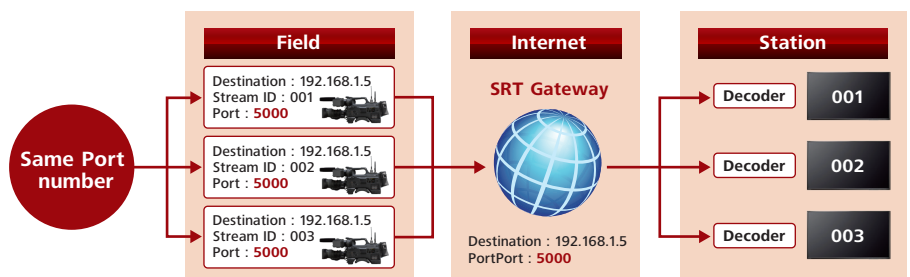 Same Port
number
Field
Destination : 192.168.1.5
Stream ID : 001
Port : 5000
Destination : 192.168.1.5
Stream ID : 002
Port : 5000
Destination : 192.168.1.5
Stream ID : 003
Port : 5000
Internet
SRT Gateway
Destination : 192.168.1.5
PortPort : 5000
Station
Decoder
001
Decoder
002
Decoder
003